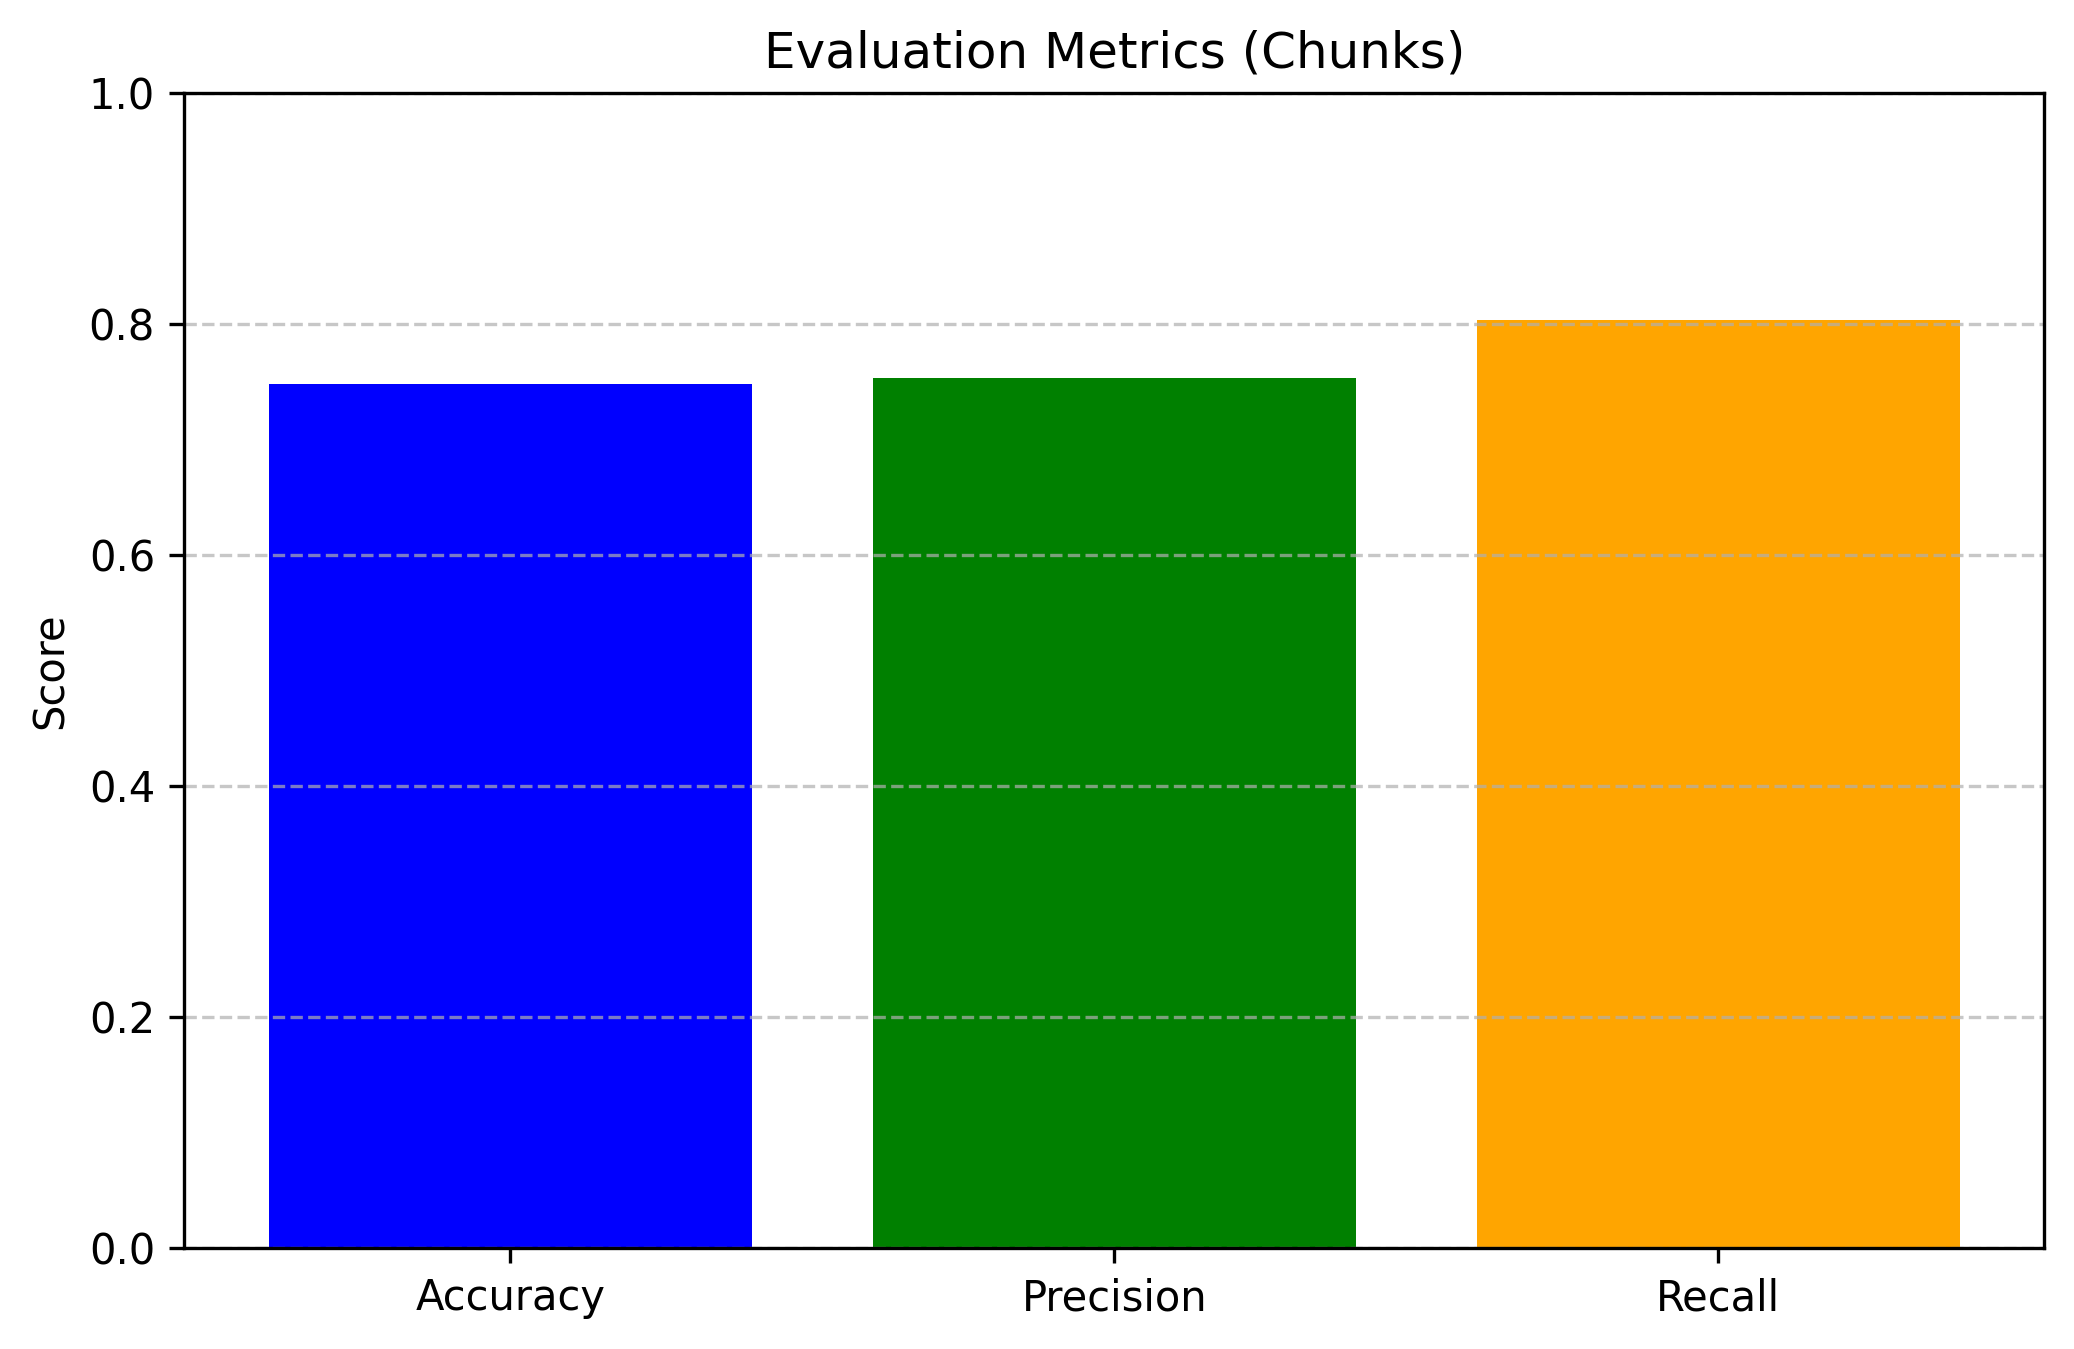 Evaluation Metrics (Chunks)
1.0
0.8
0.6
0.4
0.2
0.0
Score
Accuracy
Precision
Recall